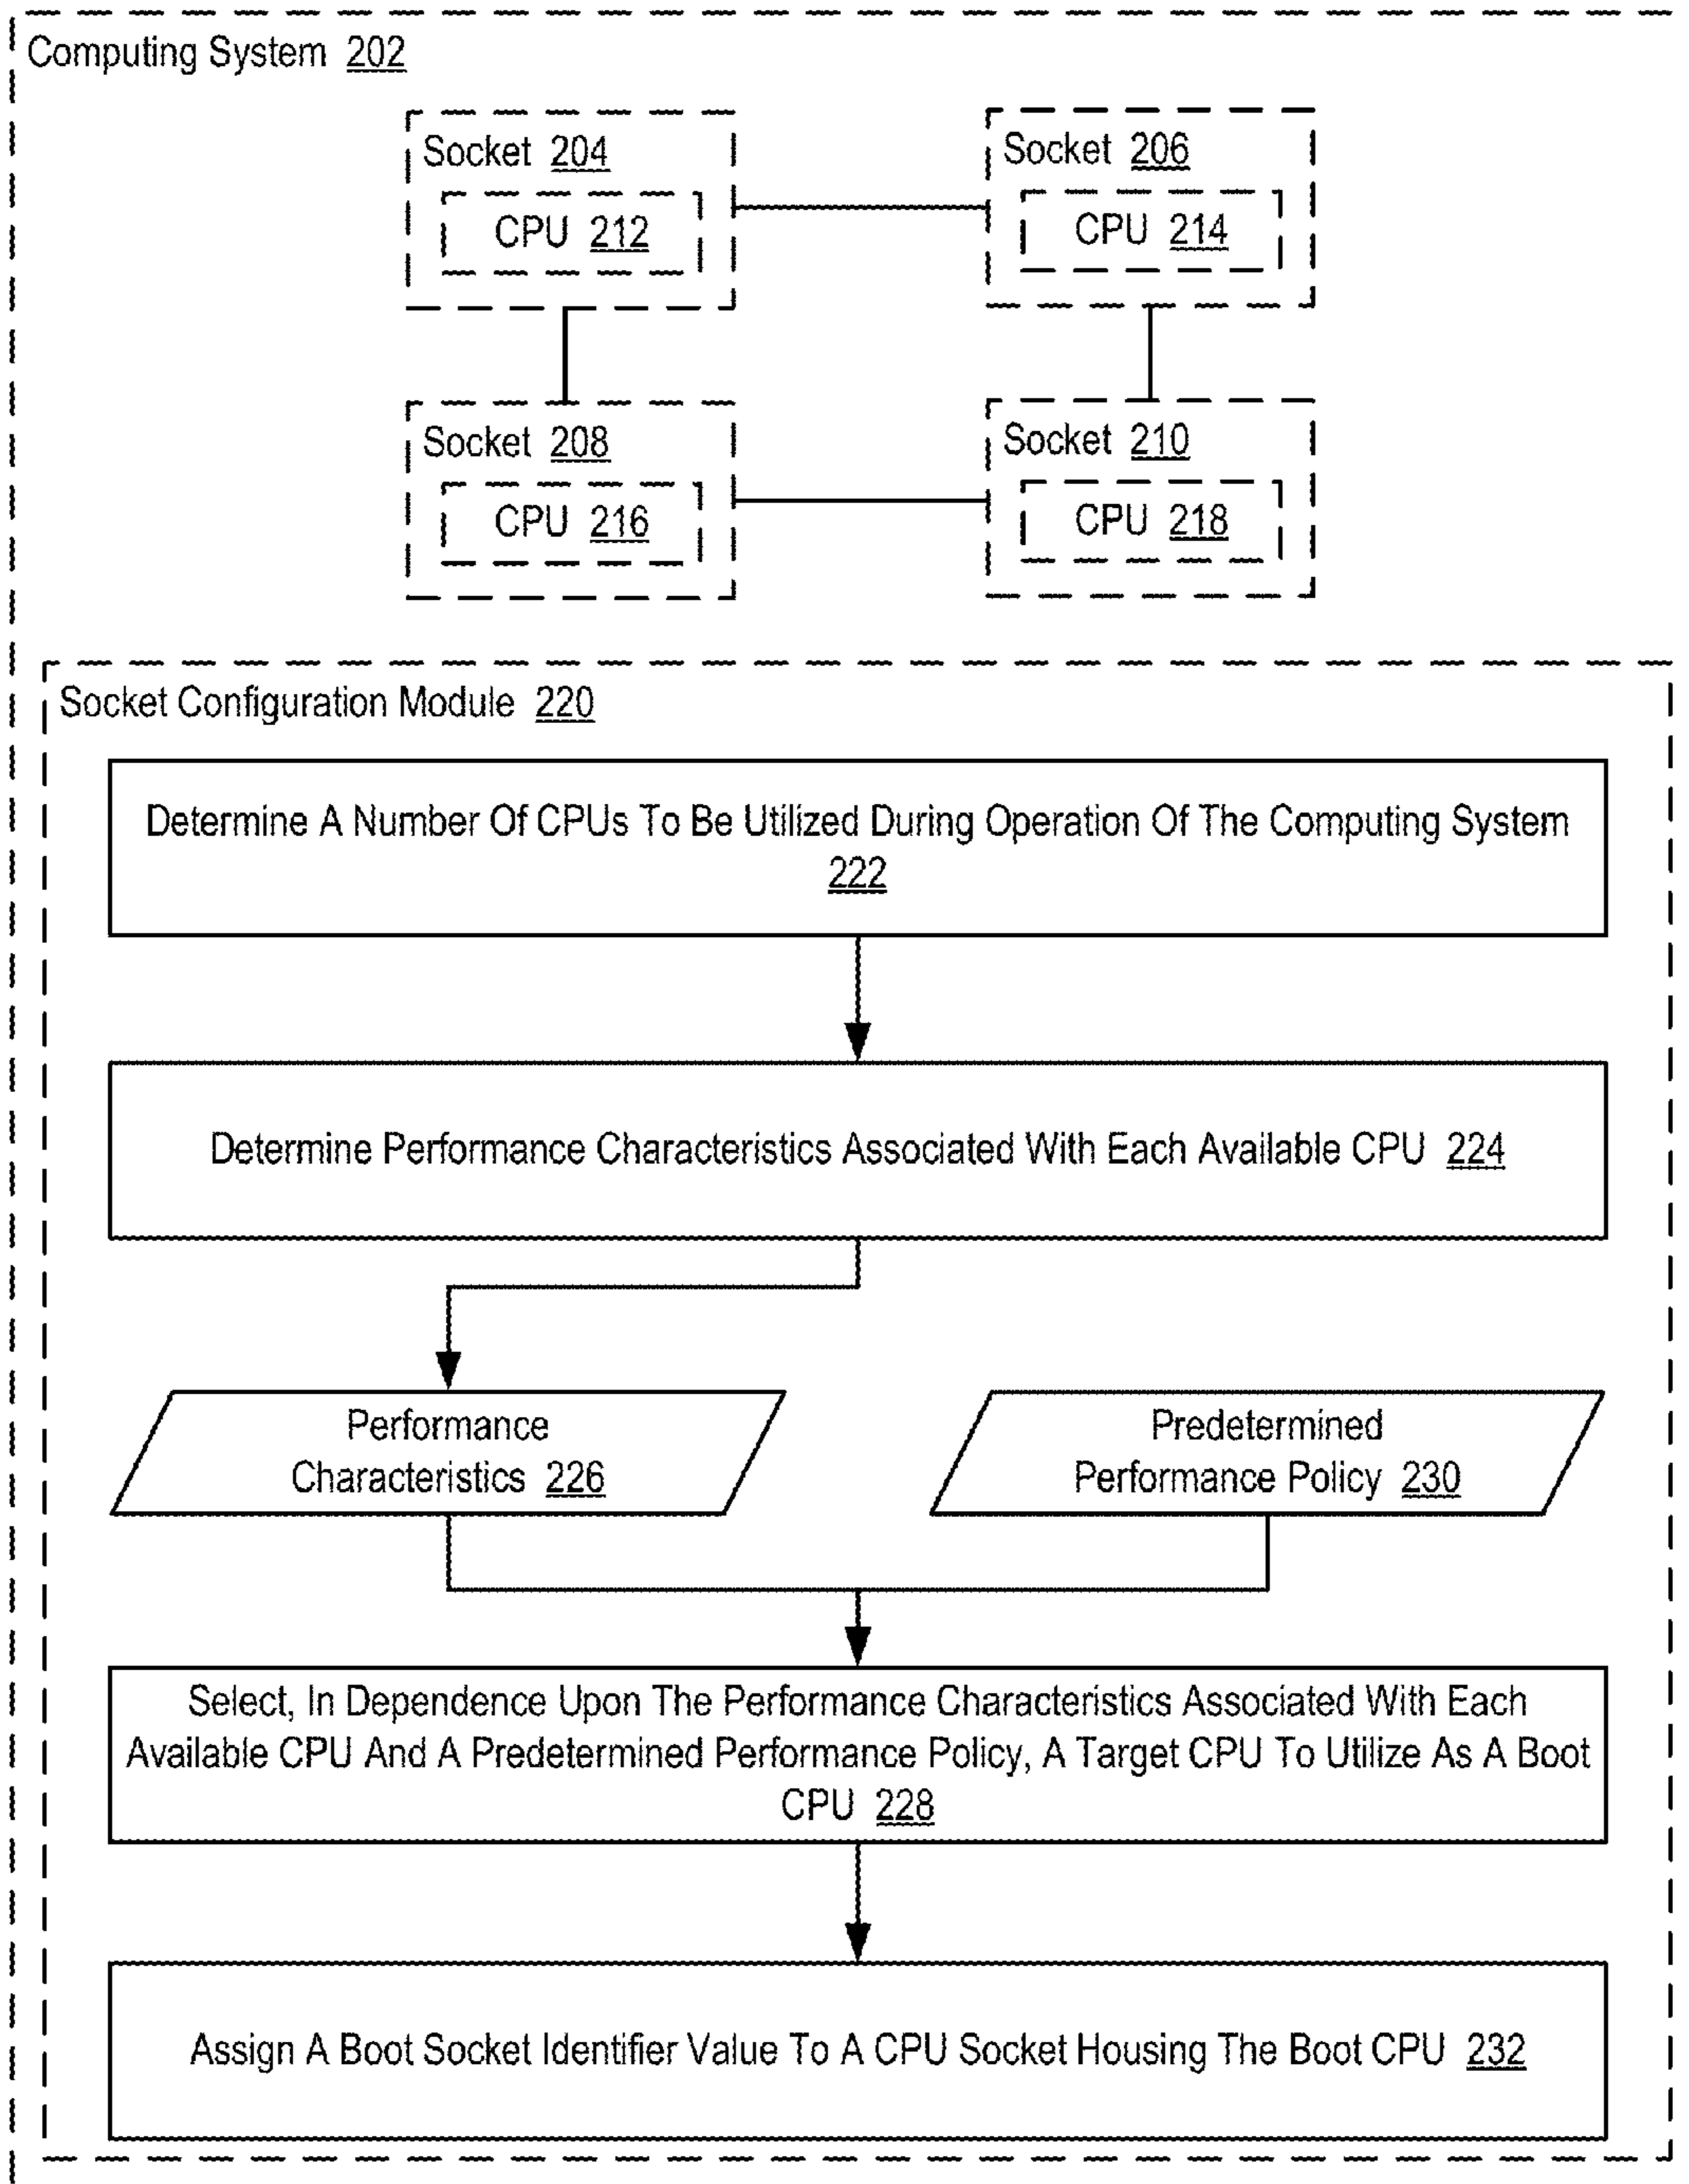 Computing System 202
Socket 204
CPU 212
Socket 206
CPU 214
Socket 208
CPU 216
Socket 210
CPU 218
Socket Configuration Module 220
Determine A Number Of CPUs To Be Utilized During Operation Of The Computing System
222
Determine Performance Characteristics Associated With Each Available CPU 224
Performance
Characteristics 226
Predetermined
Performance Policy 230
Select, In Dependence Upon The Performance Characteristics Associated With Each
Available CPU And A Predetermined Performance Policy, A Target CPU To Utilize As A Boot
CPU 228
Assign A Boot Socket Identifier Value To A CPU Socket Housing The Boot CPU 232